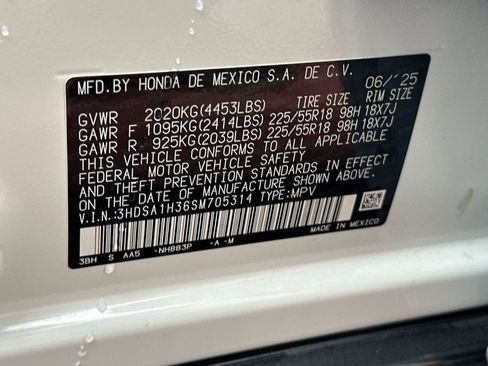 MFD.BY HONDA DE MEXICO S.A. DE C.V. 06/'25
GVWR 2020KG(4453LBS) TIRE SIZE RIM SIZE
GAWR F 1095KG(2414LBS) 225/55R18 98H 18X7J
GAWR R 925KG(2039LBS) 225/55R18 98H 18X7J
THIS VEHICLE CONFORMS TO ALL APPLICABLE
FEDERAL MOTOR VEHICLE SAFETY
AND THEFT PREVENTION STANDARDS IN EFFECT
ON THE DATE OF MANUFACTURE SHOWN ABOVE.
V.I.N.:3HDSA1H36SM705314 TYPE:MPV
3BH S AA5 -NH883P -A -M MADE IN MEXICO